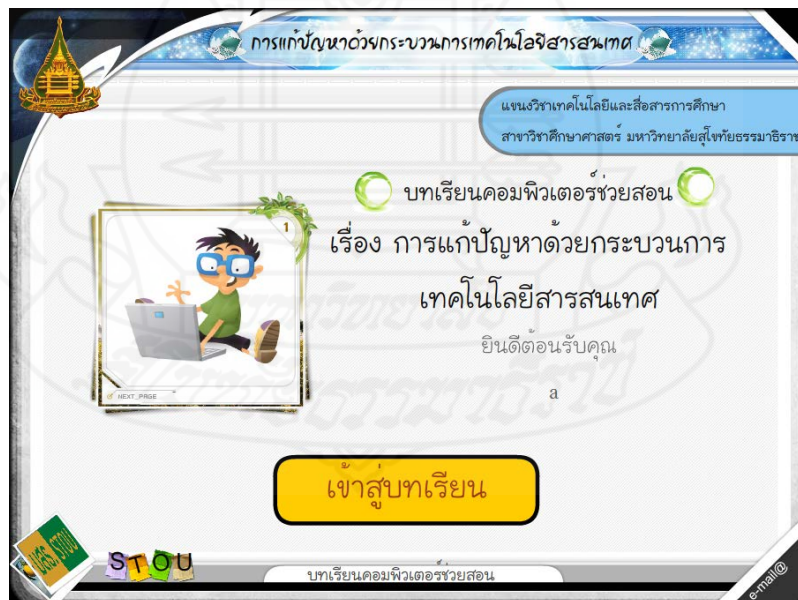 การแก้ปัญหาด้วยกระบวนการเทคโนโลยีสารสนเทศ
แขนงวิชาเทคโนโลยีและสื่อสารการศึกษา
สาขาวิชาศึกษาศาสตร์ มหาวิทยาลัยสุโขทัยธรรมาธิราช
บทเรียนคอมพิวเตอร์ช่วยสอน
เรื่อง การแก้ปัญหาด้วยกระบวนการ
เทคโนโลยีสารสนเทศ
ยินดีต้อนรับคุณ
a
1
NEXT_PAGE
เข้าสู่บทเรียน
STOU
บทเรียนคอมพิวเตอร์ช่วยสอน
e-mail@